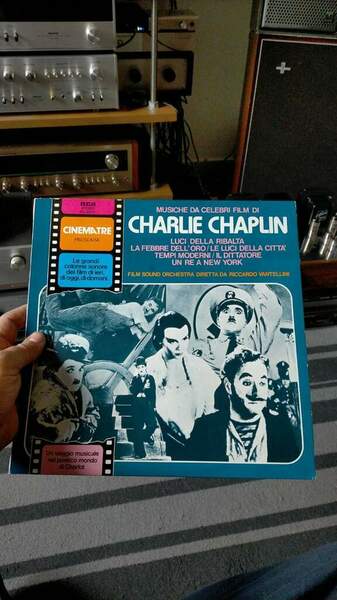 RCA
CINEMATRE
PRESENTA
Le grandi
colonne sonore
dei film di ieri,
di oggi, di domani.
MUSICHE DA CELEBRI FILM DI
CHARLIE CHAPLIN
LUCI DELLA RIBALTA
LA FEBBRE DELL'ORO/LE LUCI DELLA CITTA'
TEMPI MODERNI/IL DITTATORE
UN RE A NEW YORK
FILM SOUND ORCHESTRA DIRETTA DA RICCARDO VANTELLINI
Un viaggio musicale
nel poetico mondo
di Charlot